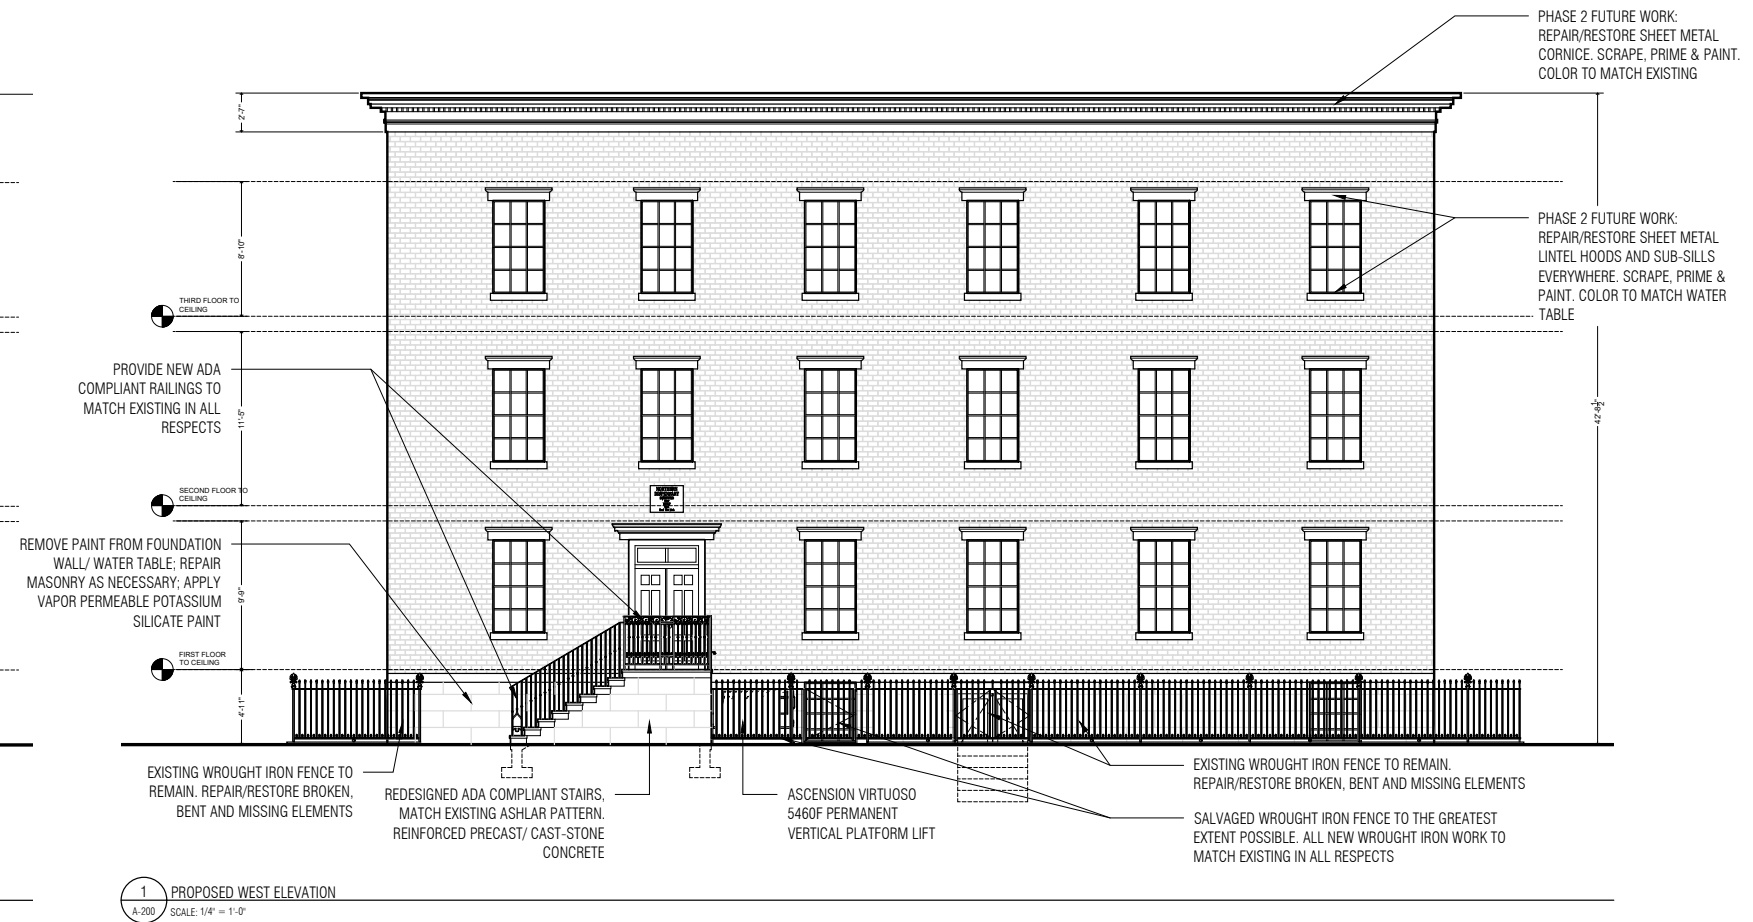 PHASE 2 FUTURE WORK:
REPAIR/RESTORE SHEET METAL
CORNICE. SCRAPE, PRIME & PAINT.
COLOR TO MATCH EXISTING
2'-7"
8'-10"
PHASE 2 FUTURE WORK:
REPAIR/RESTORE SHEET METAL
LINTEL HOODS AND SUB-SILLS
EVERYWHERE. SCRAPE, PRIME &
PAINT. COLOR TO MATCH WATER
TABLE
THIRD FLOOR TO
CEILING
PROVIDE NEW ADA
COMPLIANT RAILINGS TO
MATCH EXISTING IN ALL
RESPECTS
11'-5"
42'-8 1/2"
SECOND FLOOR TO
CEILING
REMOVE PAINT FROM FOUNDATION
WALL/ WATER TABLE; REPAIR
MASONRY AS NECESSARY; APPLY
VAPOR PERMEABLE POTASSIUM
SILICATE PAINT
9'-9"
FIRST FLOOR
TO CEILING
4'-11"
EXISTING WROUGHT IRON FENCE TO
REMAIN. REPAIR/RESTORE BROKEN,
BENT AND MISSING ELEMENTS
REDESIGNED ADA COMPLIANT STAIRS,
MATCH EXISTING ASHLAR PATTERN.
REINFORCED PRECAST/ CAST-STONE
CONCRETE
ASCENSION VIRTUOSO
5460F PERMANENT
VERTICAL PLATFORM LIFT
EXISTING WROUGHT IRON FENCE TO REMAIN.
REPAIR/RESTORE BROKEN, BENT AND MISSING ELEMENTS
SALVAGED WROUGHT IRON FENCE TO THE GREATEST
EXTENT POSSIBLE. ALL NEW WROUGHT IRON WORK TO
MATCH EXISTING IN ALL RESPECTS
1
A-200
PROPOSED WEST ELEVATION
SCALE: 1/4" = 1'-0"